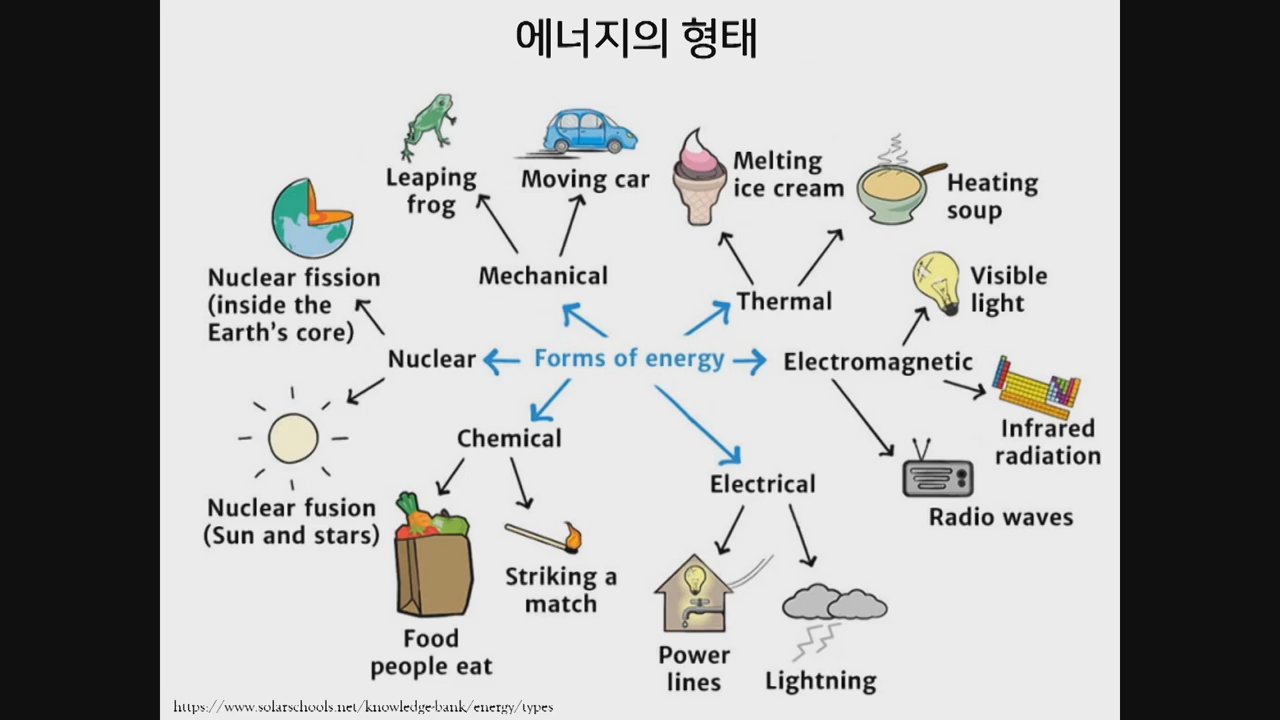 에너지의 형태
Leaping
frog
Moving car
Melting
ice cream
Heating
soup
Nuclear fission
(inside the
Earth's core)
Mechanical
Thermal
Visible
light
Nuclear
Forms of energy
Electromagnetic
Infrared
radiation
Chemical
Electrical
Nuclear fusion
(Sun and stars)
Radio waves
Striking a
match
Food
people eat
Power
lines
Lightning
https://www.solarschools.net/knowledge-bank/energy/types